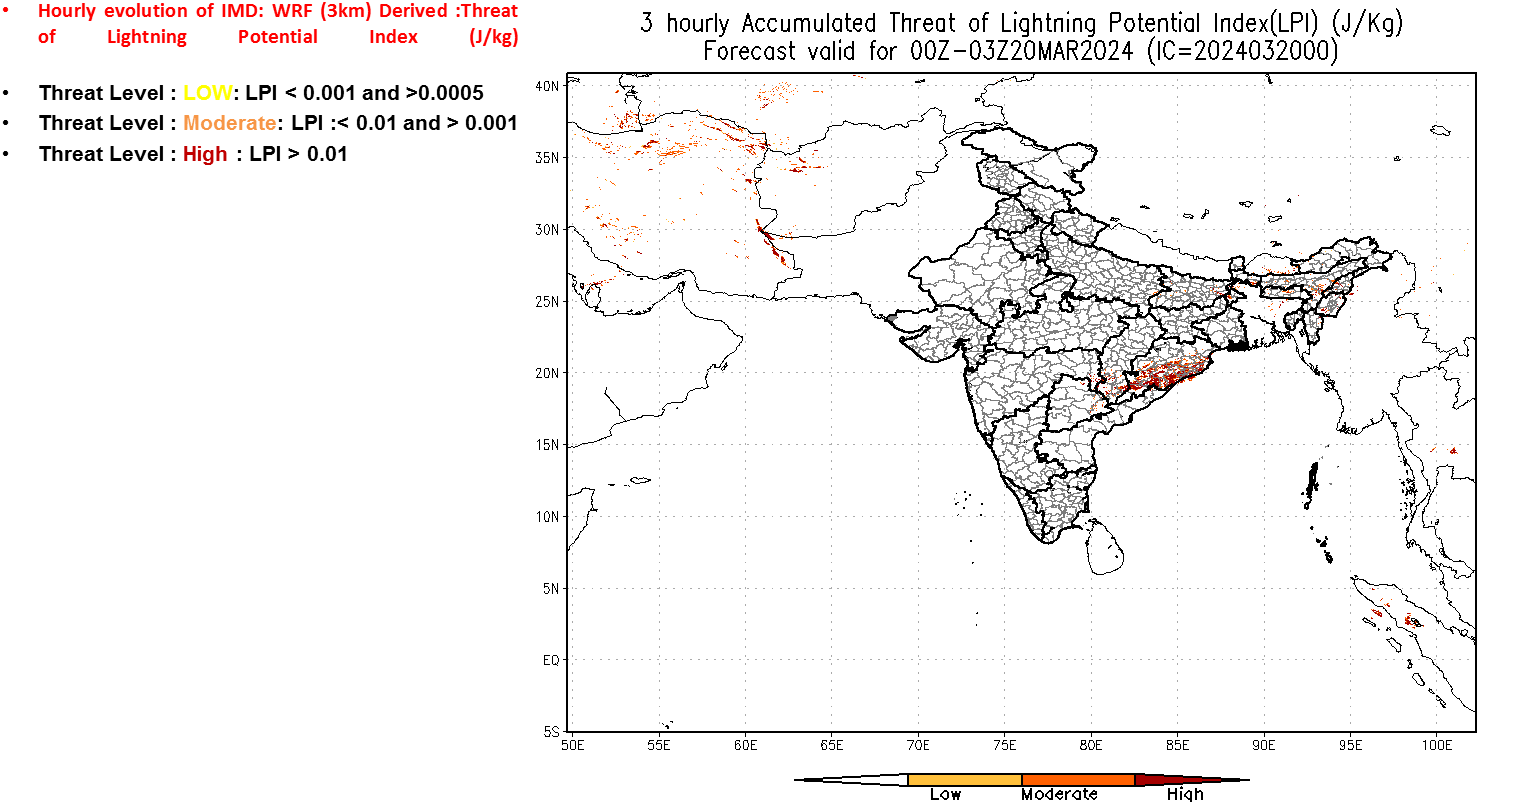 • Hourly evolution of IMD: WRF (3km) Derived :Threat
of Lightning Potential Index (J/kg)
• Threat Level : LOW: LPI < 0.001 and >0.0005
• Threat Level : Moderate: LPI :< 0.01 and > 0.001
• Threat Level : High : LPI > 0.01
3 hourly Accumulated Threat of Lightning Potential Index(LPI) (J/Kg)
Forecast valid for 00Z-03Z20MAR2024 (IC=2024032000)
40N
35N
30N
25N
20N
15N
10N
5N
EQ
5S
50E 55E 60E 65E 70E 75E 80E 85E 90E 95E 100E
Low Moderate High